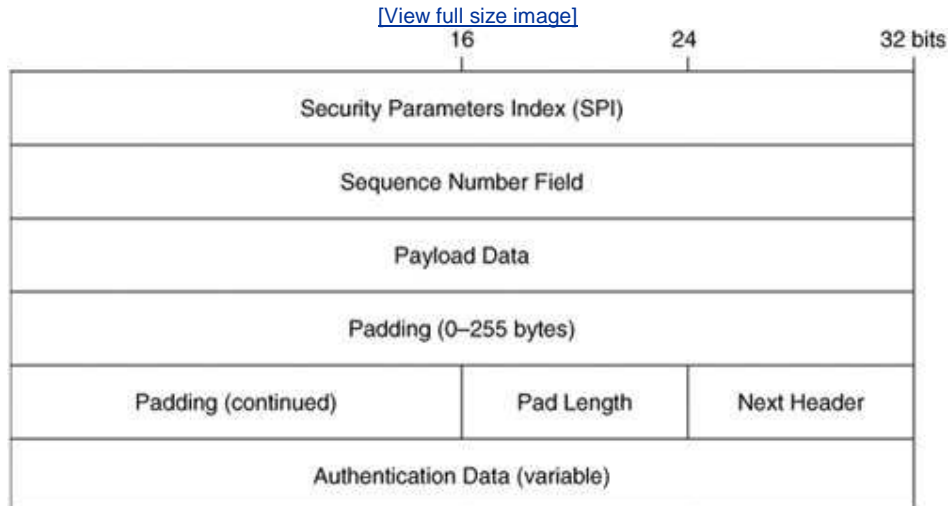 [View full size image]
16 24 32 bits
Security Parameters Index (SPI)
Sequence Number Field
Payload Data
Padding (0–255 bytes)
Padding (continued) Pad Length Next Header
Authentication Data (variable)